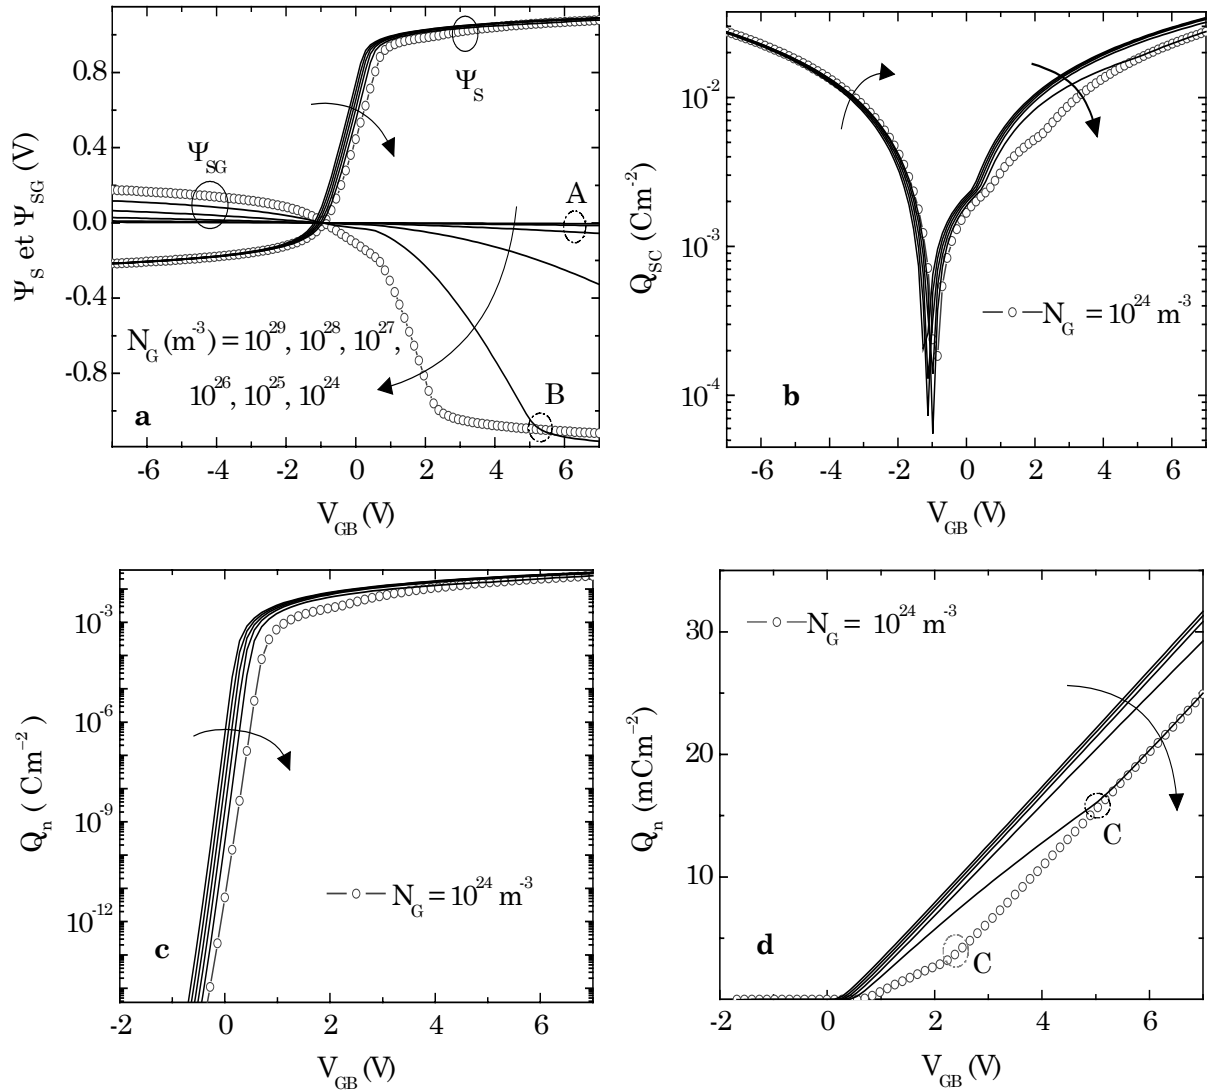 Ψ_S et Ψ_SG (V)
0.8
0.4
0.0
-0.4
-0.8
Ψ_S
Ψ_SG
A
N_G (m^-3) = 10^29, 10^28, 10^27,
10^26, 10^25, 10^24
B
a
-6 -4 -2 0 2 4 6
V_GB (V)
Q_SC (Cm^-2)
10^-2
10^-3
10^-4
N_G = 10^24 m^-3
b
-6 -4 -2 0 2 4 6
V_GB (V)
Q_n ( Cm^-2)
10^-3
10^-6
10^-9
10^-12
N_G = 10^24 m^-3
c
-2 0 2 4 6
V_GB (V)
Q_n (mCm^-2)
30
20
10
N_G = 10^24 m^-3
C
C
d
-2 0 2 4 6
V_GB (V)